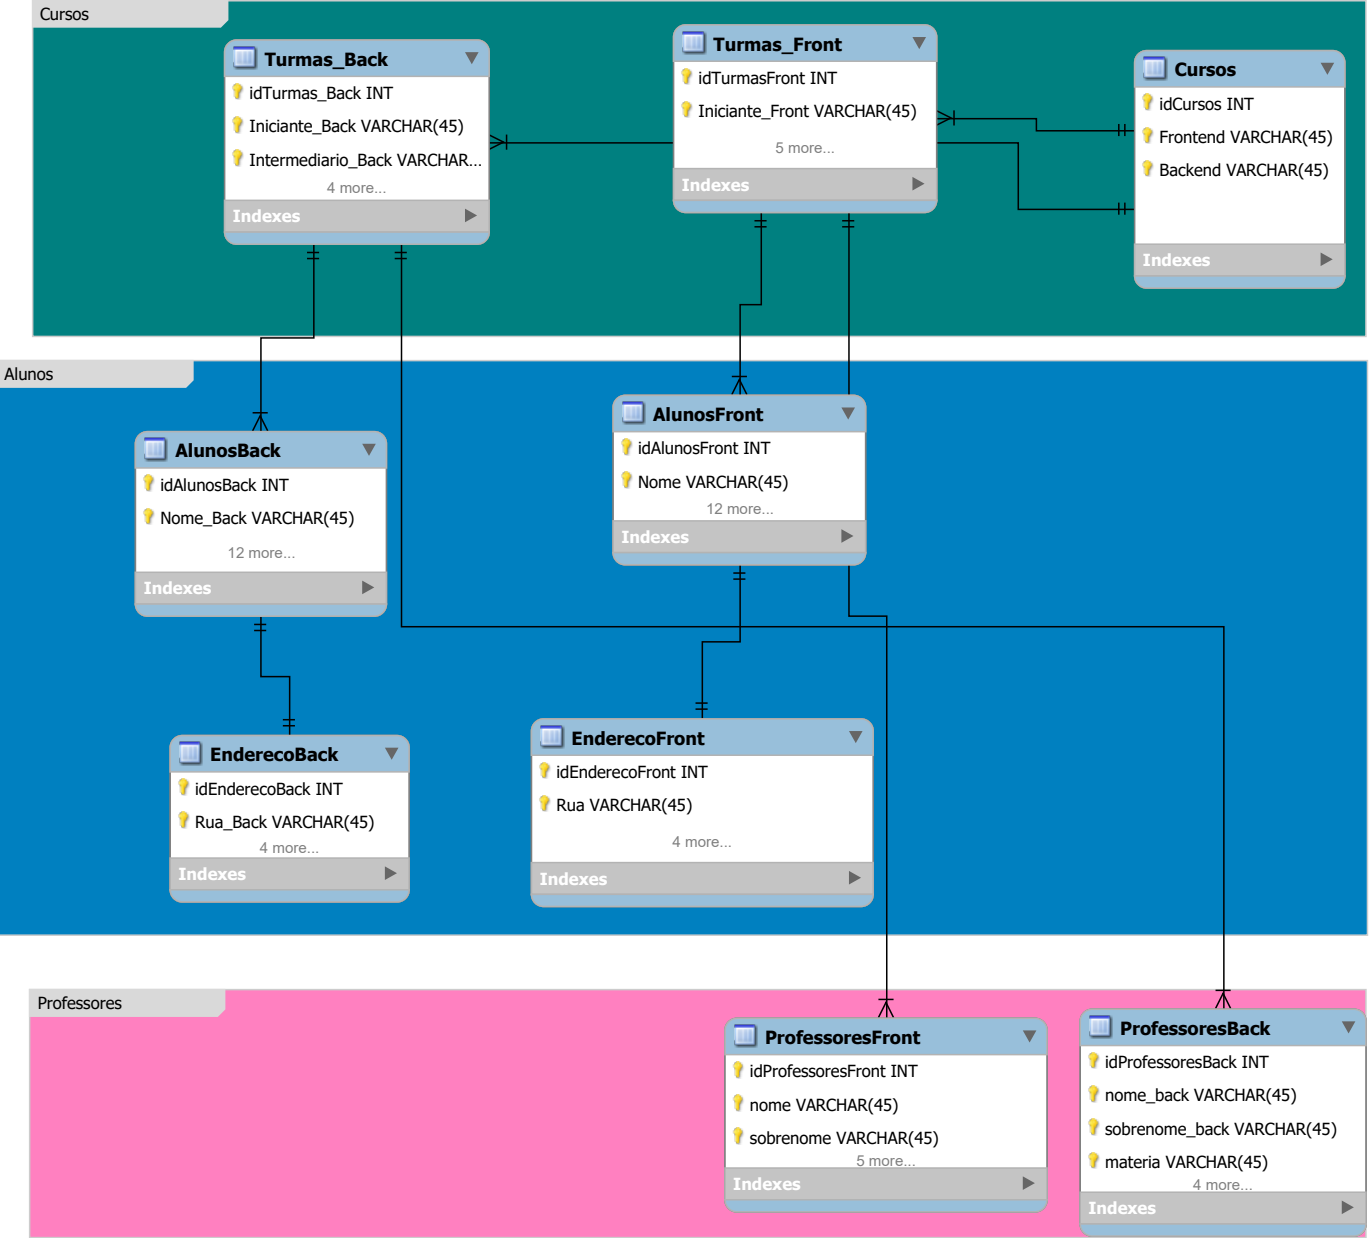 Cursos
Turmas_Back
idTurmas_Back INT
Iniciante_Back VARCHAR(45)
Intermediario_Back VARCHAR...
4 more...
Indexes
Turmas_Front
idTurmasFront INT
Iniciante_Front VARCHAR(45)
5 more...
Indexes
Cursos
idCursos INT
Frontend VARCHAR(45)
Backend VARCHAR(45)
Indexes
Alunos
AlunosBack
idAlunosBack INT
Nome_Back VARCHAR(45)
12 more...
Indexes
AlunosFront
idAlunosFront INT
Nome VARCHAR(45)
12 more...
Indexes
EnderecoBack
idEnderecoBack INT
Rua_Back VARCHAR(45)
4 more...
Indexes
EnderecoFront
idEnderecoFront INT
Rua VARCHAR(45)
4 more...
Indexes
Professores
ProfessoresFront
idProfessoresFront INT
nome VARCHAR(45)
sobrenome VARCHAR(45)
5 more...
Indexes
ProfessoresBack
idProfessoresBack INT
nome_back VARCHAR(45)
sobrenome_back VARCHAR(45)
materia VARCHAR(45)
4 more...
Indexes